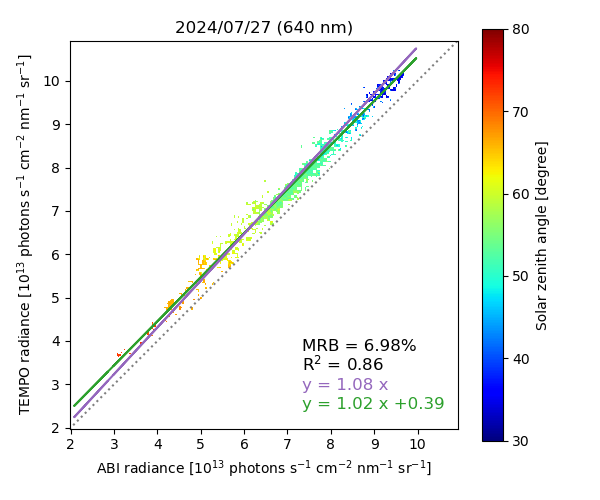 2024/07/27 (640 nm)
TEMPO radiance [10¹³ photons s⁻¹ cm⁻² nm⁻¹ sr⁻¹]
10
9
8
7
6
5
4
3
2
MRB = 6.98%
R² = 0.86
y = 1.08 x
y = 1.02 x +0.39
2 3 4 5 6 7 8 9 10
ABI radiance [10¹³ photons s⁻¹ cm⁻² nm⁻¹ sr⁻¹]
80
70
60
50
40
30
Solar zenith angle [degree]